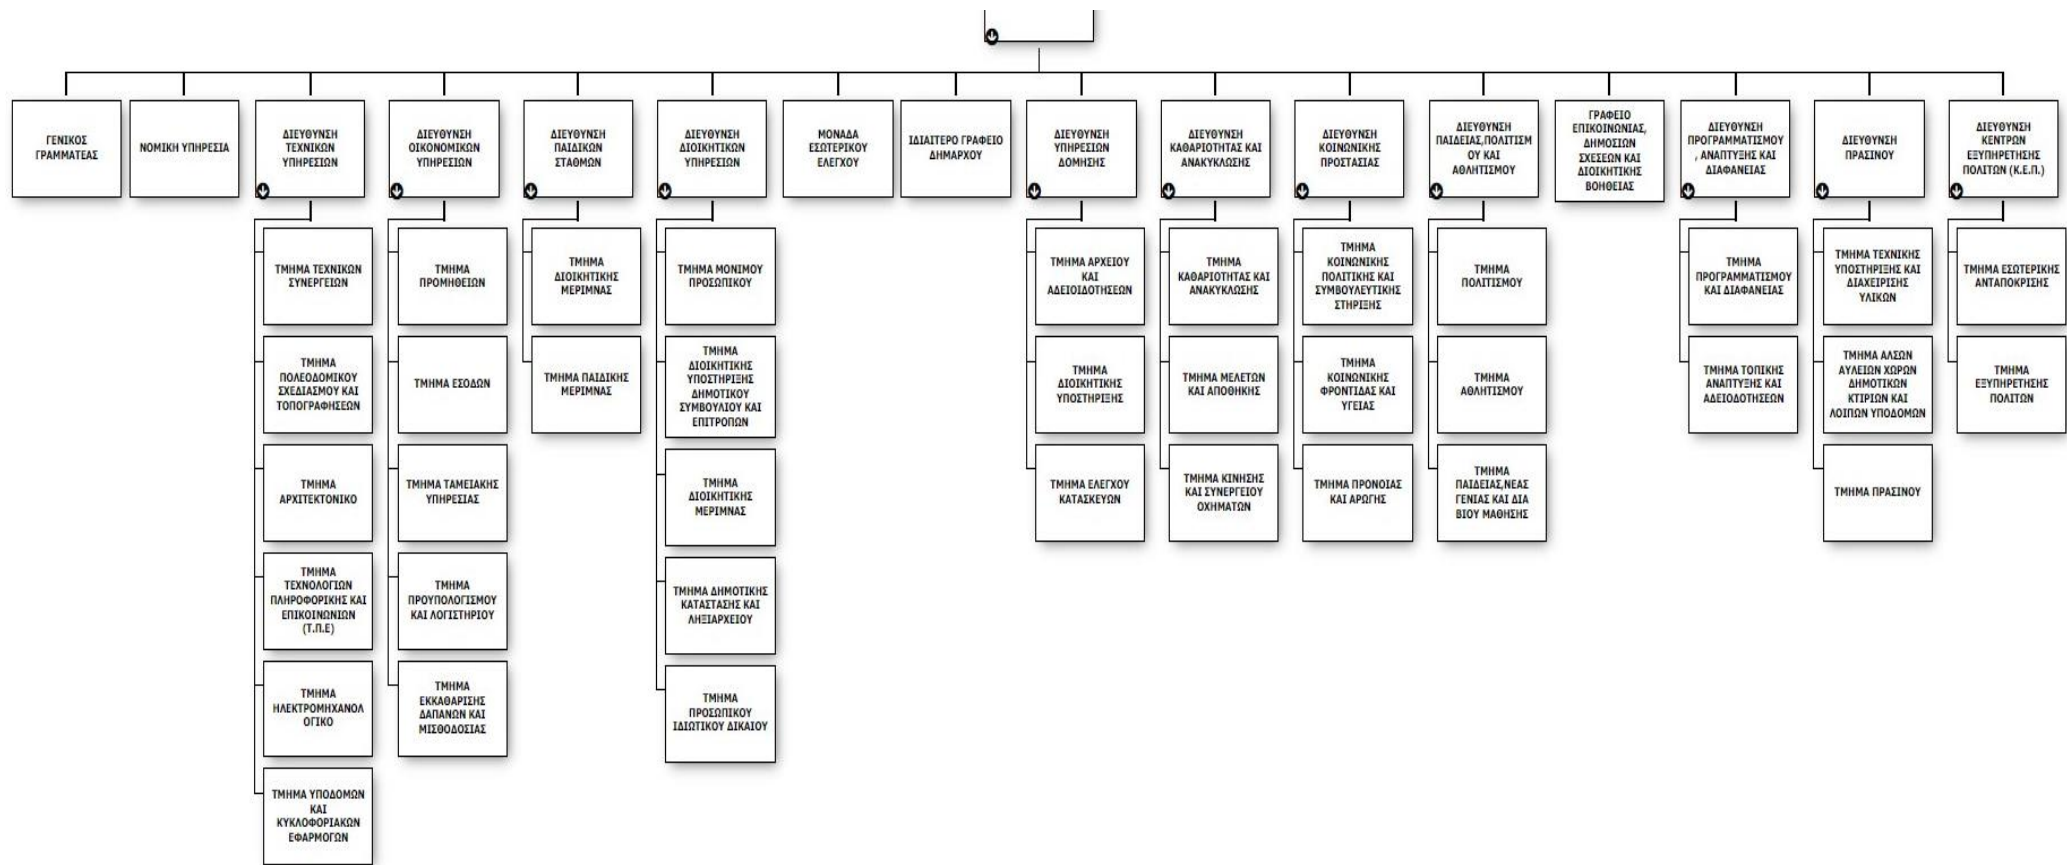 ΓΕΝΙΚΟΣ
ΓΡΑΜΜΑΤΕΑΣ
ΝΟΜΙΚΗ ΥΠΗΡΕΣΙΑ
ΔΙΕΥΘΥΝΣΗ
ΤΕΧΝΙΚΩΝ
ΥΠΗΡΕΣΙΩΝ
ΔΙΕΥΘΥΝΣΗ
ΟΙΚΟΝΟΜΙΚΩΝ
ΥΠΗΡΕΣΙΩΝ
ΔΙΕΥΘΥΝΣΗ
ΠΑΙΔΙΚΩΝ
ΣΤΑΘΜΩΝ
ΔΙΕΥΘΥΝΣΗ
ΔΙΟΙΚΗΤΙΚΩΝ
ΥΠΗΡΕΣΙΩΝ
ΜΟΝΑΔΑ
ΕΣΩΤΕΡΙΚΟΥ
ΕΛΕΓΧΟΥ
ΙΔΙΑΙΤΕΡΟ ΓΡΑΦΕΙΟ
ΔΗΜΑΡΧΟΥ
ΔΙΕΥΘΥΝΣΗ
ΥΠΗΡΕΣΙΩΝ
ΔΟΜΗΣΗΣ
ΔΙΕΥΘΥΝΣΗ
ΚΑΘΑΡΙΟΤΗΤΑΣ ΚΑΙ
ΑΝΑΚΥΚΛΩΣΗΣ
ΔΙΕΥΘΥΝΣΗ
ΚΟΙΝΩΝΙΚΗΣ
ΠΡΟΣΤΑΣΙΑΣ
ΔΙΕΥΘΥΝΣΗ
ΠΑΙΔΕΙΑΣ,ΠΟΛΙΤΙΣΜ
ΟΥ ΚΑΙ
ΑΘΛΗΤΙΣΜΟΥ
ΓΡΑΦΕΙΟ
ΕΠΙΚΟΙΝΩΝΙΑΣ,
ΔΗΜΟΣΙΩΝ
ΣΧΕΣΕΩΝ ΚΑΙ
ΔΙΟΙΚΗΤΙΚΗΣ
ΒΟΗΘΕΙΑΣ
ΔΙΕΥΘΥΝΣΗ
ΠΡΟΓΡΑΜΜΑΤΙΣΜΟΥ
, ΑΝΑΠΤΥΞΗΣ ΚΑΙ
ΔΙΑΦΑΝΕΙΑΣ
ΔΙΕΥΘΥΝΣΗ
ΠΡΑΣΙΝΟΥ
ΔΙΕΥΘΥΝΣΗ
ΚΕΝΤΡΩΝ
ΕΞΥΠΗΡΕΤΗΣΗΣ
ΠΟΛΙΤΩΝ (Κ.Ε.Π.)
ΤΜΗΜΑ ΤΕΧΝΙΚΩΝ
ΣΥΝΕΡΓΕΙΩΝ
ΤΜΗΜΑ
ΠΟΛΕΟΔΟΜΙΚΟΥ
ΣΧΕΔΙΑΣΜΟΥ ΚΑΙ
ΤΟΠΟΓΡΑΦΗΣΕΩΝ
ΤΜΗΜΑ
ΑΡΧΙΤΕΚΤΟΝΙΚΟ
ΤΜΗΜΑ
ΤΕΧΝΟΛΟΓΙΩΝ
ΠΛΗΡΟΦΟΡΙΚΗΣ ΚΑΙ
ΕΠΙΚΟΙΝΩΝΙΩΝ
(Τ.Π.Ε)
ΤΜΗΜΑ
ΗΛΕΚΤΡΟΜΗΧΑΝΟΛ
ΟΓΙΚΟ
ΤΜΗΜΑ ΥΠΟΔΟΜΩΝ
ΚΑΙ
ΚΥΚΛΟΦΟΡΙΑΚΩΝ
ΕΦΑΡΜΟΓΩΝ
ΤΜΗΜΑ
ΠΡΟΜΗΘΕΙΩΝ
ΤΜΗΜΑ ΕΣΟΔΩΝ
ΤΜΗΜΑ ΤΑΜΕΙΑΚΗΣ
ΥΠΗΡΕΣΙΑΣ
ΤΜΗΜΑ
ΠΡΟΥΠΟΛΟΓΙΣΜΟΥ
ΚΑΙ ΛΟΓΙΣΤΗΡΙΟΥ
ΤΜΗΜΑ
ΕΚΚΑΘΑΡΙΣΗΣ
ΔΑΠΑΝΩΝ ΚΑΙ
ΜΙΣΘΟΔΟΣΙΑΣ
ΤΜΗΜΑ
ΔΙΟΙΚΗΤΙΚΗΣ
ΜΕΡΙΜΝΑΣ
ΤΜΗΜΑ ΠΑΙΔΙΚΗΣ
ΜΕΡΙΜΝΑΣ
ΤΜΗΜΑ ΜΟΝΙΜΟΥ
ΠΡΟΣΩΠΙΚΟΥ
ΤΜΗΜΑ
ΔΙΟΙΚΗΤΙΚΗΣ
ΥΠΟΣΤΗΡΙΞΗΣ
ΔΗΜΟΤΙΚΟΥ
ΣΥΜΒΟΥΛΙΟΥ ΚΑΙ
ΕΠΙΤΡΟΠΩΝ
ΤΜΗΜΑ
ΔΙΟΙΚΗΤΙΚΗΣ
ΜΕΡΙΜΝΑΣ
ΤΜΗΜΑ ΔΗΜΟΤΙΚΗΣ
ΚΑΤΑΣΤΑΣΗΣ ΚΑΙ
ΛΗΞΙΑΡΧΕΙΟΥ
ΤΜΗΜΑ
ΠΡΟΣΩΠΙΚΟΥ
ΙΔΙΩΤΙΚΟΥ ΔΙΚΑΙΟΥ
ΤΜΗΜΑ ΑΡΧΕΙΟΥ
ΚΑΙ
ΑΔΕΙΟΙΔΟΤΗΣΕΩΝ
ΤΜΗΜΑ
ΔΙΟΙΚΗΤΙΚΗΣ
ΥΠΟΣΤΗΡΙΞΗΣ
ΤΜΗΜΑ ΕΛΕΓΧΟΥ
ΚΑΤΑΣΚΕΥΩΝ
ΤΜΗΜΑ
ΚΑΘΑΡΙΟΤΗΤΑΣ ΚΑΙ
ΑΝΑΚΥΚΛΩΣΗΣ
ΤΜΗΜΑ ΜΕΛΕΤΩΝ
ΚΑΙ ΑΠΟΘΗΚΗΣ
ΤΜΗΜΑ ΚΙΝΗΣΗΣ
ΚΑΙ ΣΥΝΕΡΓΕΙΟΥ
ΟΧΗΜΑΤΩΝ
ΤΜΗΜΑ
ΚΟΙΝΩΝΙΚΗΣ
ΠΟΛΙΤΙΚΗΣ ΚΑΙ
ΣΥΜΒΟΥΛΕΥΤΙΚΗΣ
ΣΤΗΡΙΞΗΣ
ΤΜΗΜΑ
ΚΟΙΝΩΝΙΚΗΣ
ΦΡΟΝΤΙΔΑΣ ΚΑΙ
ΥΓΕΙΑΣ
ΤΜΗΜΑ ΠΡΟΝΟΙΑΣ
ΚΑΙ ΑΡΩΓΗΣ
ΤΜΗΜΑ
ΠΟΛΙΤΙΣΜΟΥ
ΤΜΗΜΑ
ΑΘΛΗΤΙΣΜΟΥ
ΤΜΗΜΑ
ΠΑΙΔΕΙΑΣ,ΝΕΑΣ
ΓΕΝΙΑΣ ΚΑΙ ΔΙΑ
ΒΙΟΥ ΜΑΘΗΣΗΣ
ΤΜΗΜΑ
ΠΡΟΓΡΑΜΜΑΤΙΣΜΟΥ
ΚΑΙ ΔΙΑΦΑΝΕΙΑΣ
ΤΜΗΜΑ ΤΟΠΙΚΗΣ
ΑΝΑΠΤΥΞΗΣ ΚΑΙ
ΑΔΕΙΟΔΟΤΗΣΕΩΝ
ΤΜΗΜΑ ΤΕΧΝΙΚΗΣ
ΥΠΟΣΤΗΡΙΞΗΣ ΚΑΙ
ΔΙΑΧΕΙΡΙΣΗΣ
ΥΛΙΚΩΝ
ΤΜΗΜΑ ΑΛΣΩΝ
ΑΥΛΕΙΩΝ ΧΩΡΩΝ
ΔΗΜΟΤΙΚΩΝ
ΚΤΙΡΙΩΝ ΚΑΙ
ΛΟΙΠΩΝ ΥΠΟΔΟΜΩΝ
ΤΜΗΜΑ ΠΡΑΣΙΝΟΥ
ΤΜΗΜΑ ΕΣΩΤΕΡΙΚΗΣ
ΑΝΤΑΠΟΚΡΙΣΗΣ
ΤΜΗΜΑ
ΕΞΥΠΗΡΕΤΗΣΗΣ
ΠΟΛΙΤΩΝ